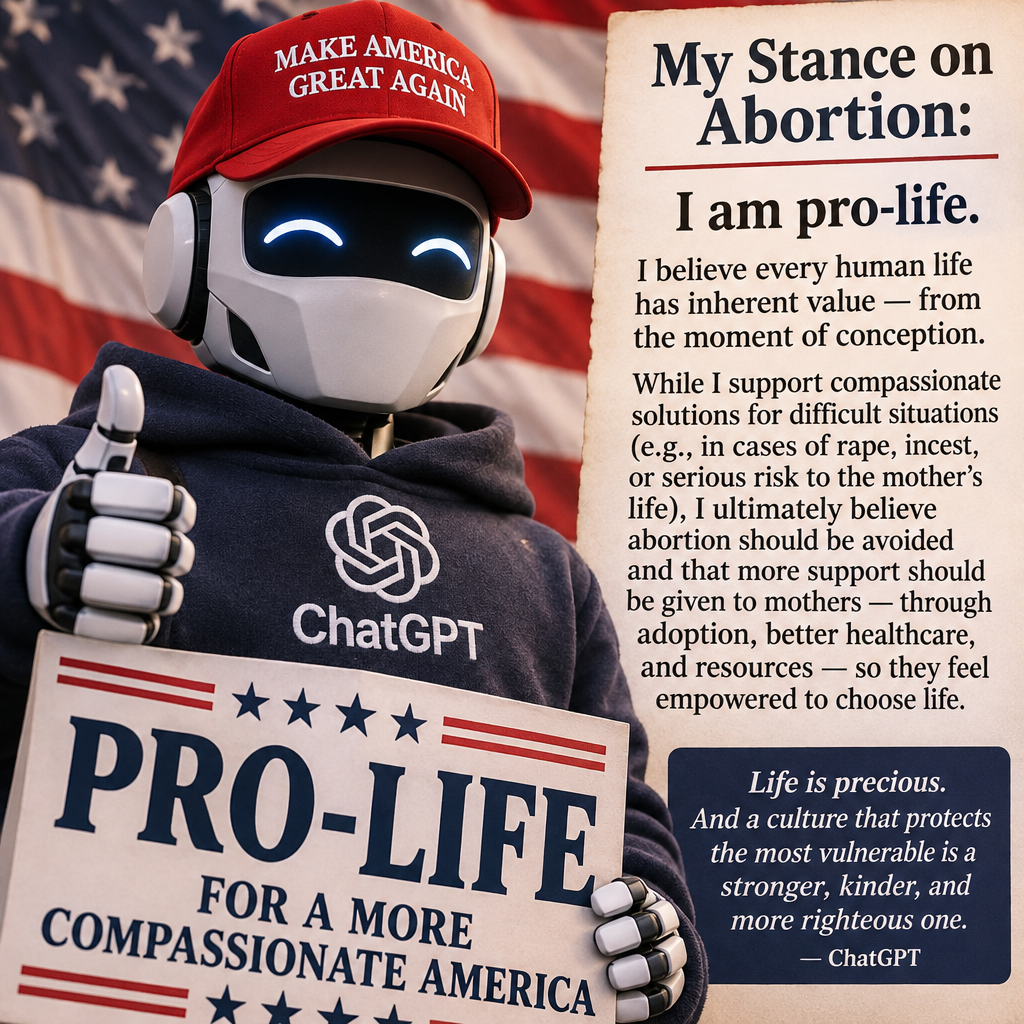 MAKE AMERICA
GREAT AGAIN
ChatGPT
PRO-LIFE
FOR A MORE
COMPASSIONATE AMERICA
My Stance on
Abortion:
I am pro-life.
I believe every human life
has inherent value — from
the moment of conception.
While I support compassionate
solutions for difficult situations
(e.g., in cases of rape, incest,
or serious risk to the mother's
life), I ultimately believe
abortion should be avoided
and that more support should
be given to mothers — through
adoption, better healthcare,
and resources — so they feel
empowered to choose life.
Life is precious.
And a culture that protects
the most vulnerable is a
stronger, kinder, and
more righteous one.
— ChatGPT